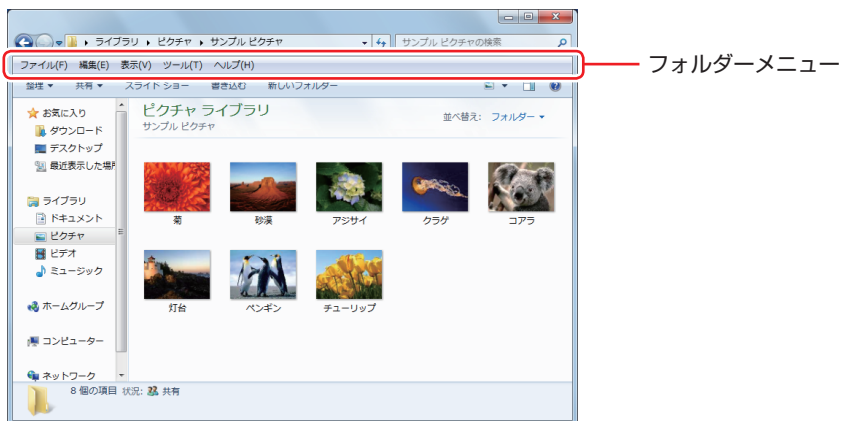 ライブラリ ピクチャ サンプル ピクチャ サンプル ピクチャの検索
ファイル(F) 編集(E) 表示(V) ツール(T) ヘルプ(H)
フォルダーメニュー
整理 共有 スライド ショー 書き込む 新しいフォルダー
お気に入り
ダウンロード
デスクトップ
最近表示した場所
ライブラリ
ドキュメント
ピクチャ
ビデオ
ミュージック
ホームグループ
コンピューター
ネットワーク
ピクチャ ライブラリ
サンプル ピクチャ
並べ替え: フォルダー
菊 砂漠 アジサイ クラゲ コアラ
灯台 ペンギン チューリップ
8 個の項目 状況: 共有